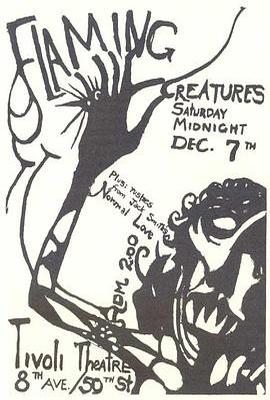 FLAMING
CREATURES
SATURDAY
MIDNIGHT
DEC. 7TH
Plus: rushes
from Jack Smith's
Normal Love
ADM. 2.00
Tivoli Theatre
8TH AVE./50TH St